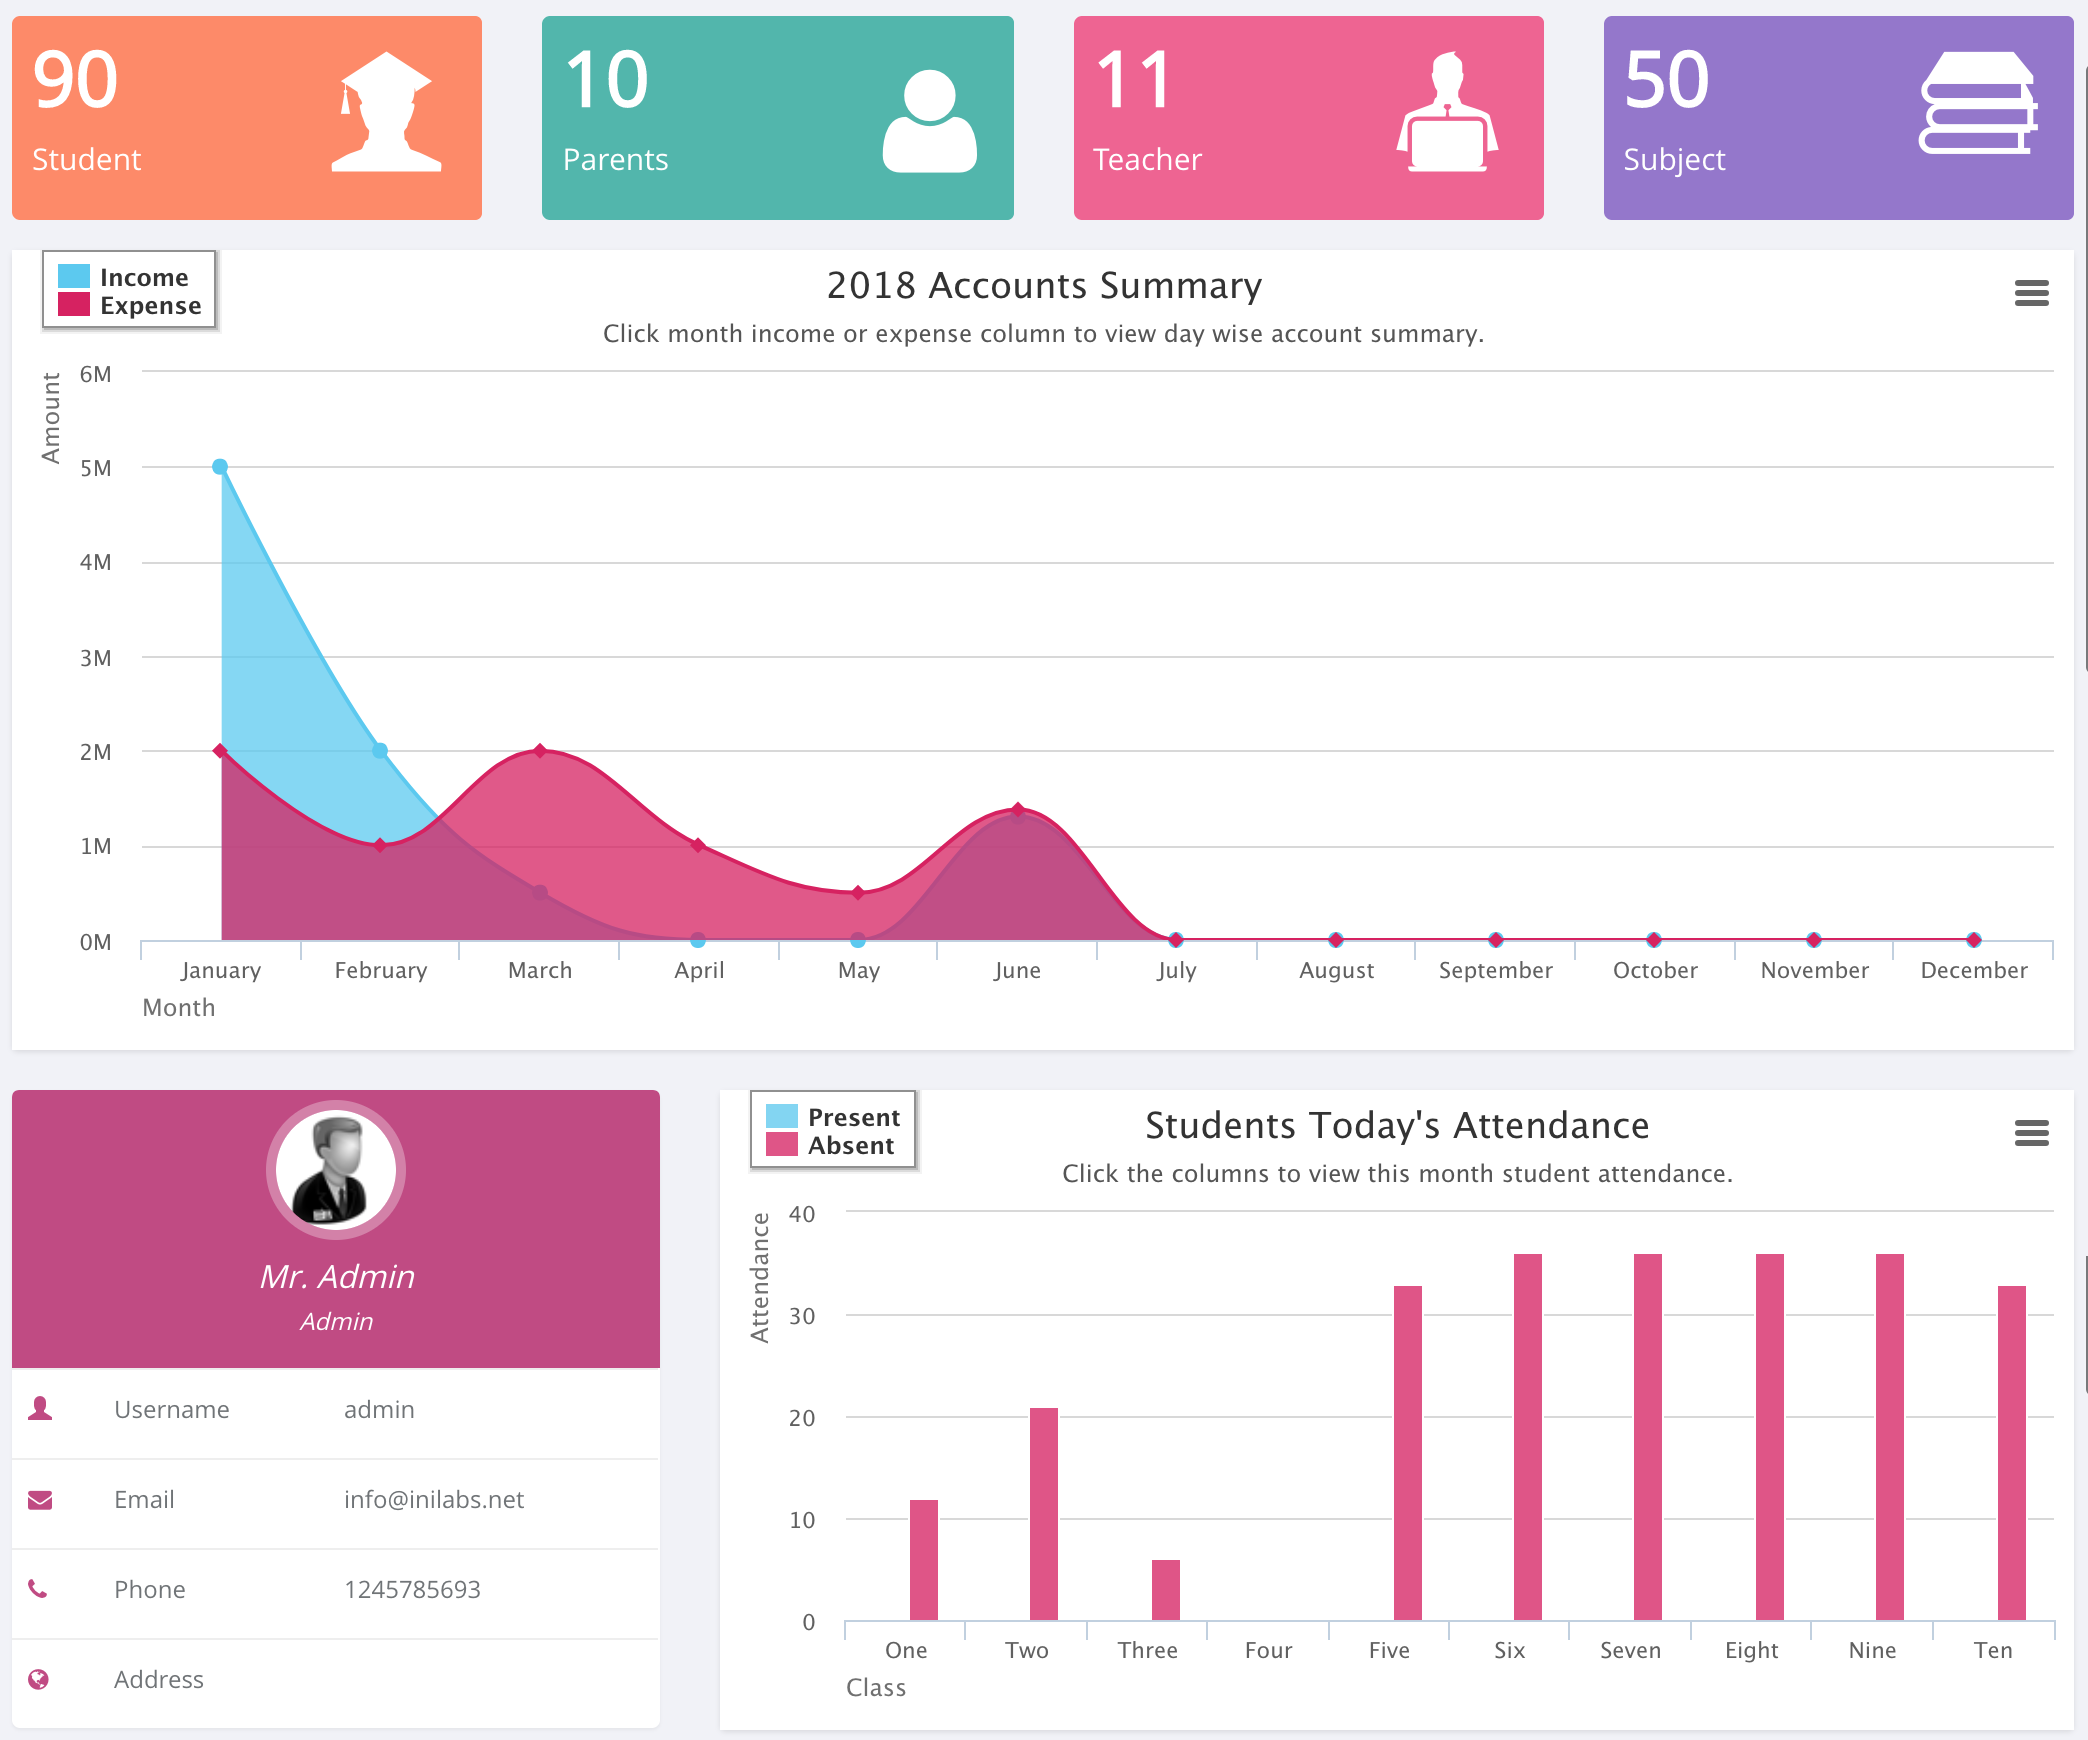 90
Student
10
Parents
11
Teacher
50
Subject
Income
Expense
2018 Accounts Summary
Click month income or expense column to view day wise account summary.
Amount
6M
5M
4M
3M
2M
1M
0M
January February March April May June July August September October November December
Month
Mr. Admin
Admin
Username admin
Email info@inilabs.net
Phone 1245785693
Address
Present
Absent
Students Today's Attendance
Click the columns to view this month student attendance.
Attendance
40
30
20
10
0
One Two Three Four Five Six Seven Eight Nine Ten
Class